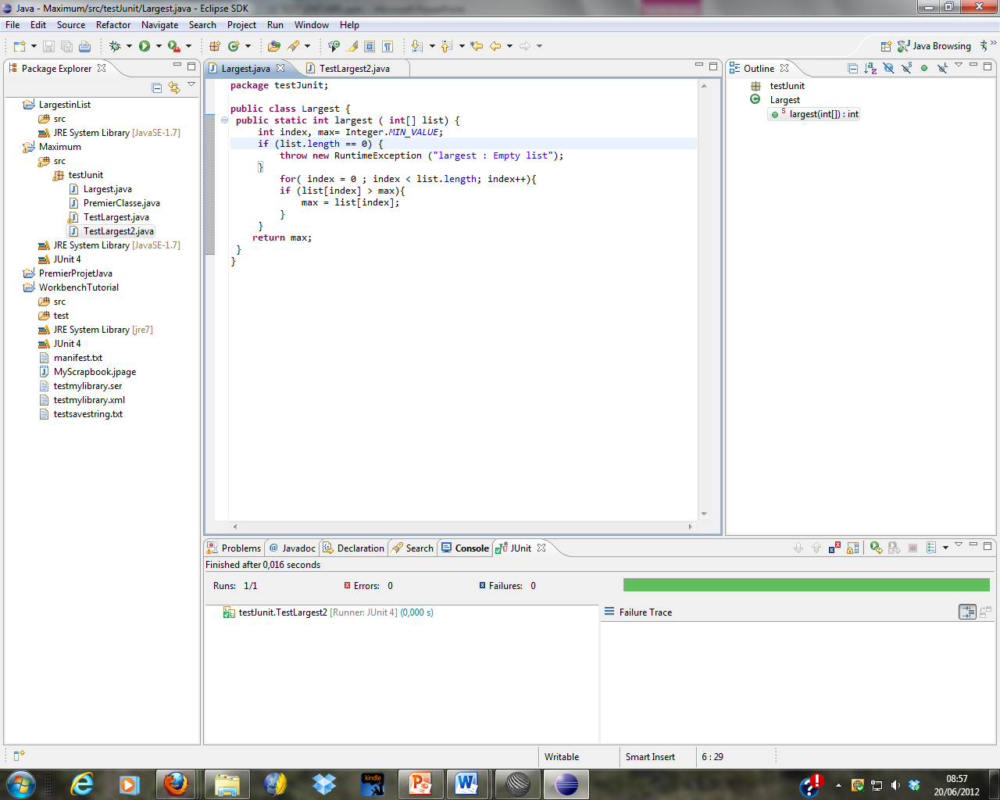 Java - Maximum/src/testJunit/Largest.java - Eclipse SDK
File Edit Source Refactor Navigate Search Project Run Window Help
Java Browsing
Package Explorer
LargestinList
src
JRE System Library [JavaSE-1.7]
Maximum
src
testJunit
Largest.java
PremierClasse.java
TestLargest.java
TestLargest2.java
JRE System Library [JavaSE-1.7]
JUnit 4
PremierProjetJava
WorkbenchTutorial
src
test
JRE System Library [jre7]
JUnit 4
manifest.txt
MyScrapbook.jpage
testmylibrary.ser
testmylibrary.xml
testsavestring.txt
Largest.java TestLargest2.java
package testJunit;
public class Largest {
public static int largest ( int[] list) {
int index, max= Integer.MIN_VALUE;
if (list.length == 0) {
throw new RuntimeException ("largest : Empty list");
}
for( index = 0 ; index < list.length; index++){
if (list[index] > max){
max = list[index];
}
}
return max;
}
}
Outline
testJunit
Largest
largest(int[]) : int
Problems Javadoc Declaration Search Console JUnit
Finished after 0,016 seconds
Runs: 1/1 Errors: 0 Failures: 0
testJunit.TestLargest2 [Runner: JUnit 4] (0,000 s)
Failure Trace
Writable Smart Insert 6 : 29
kindle
08:57
20/06/2012